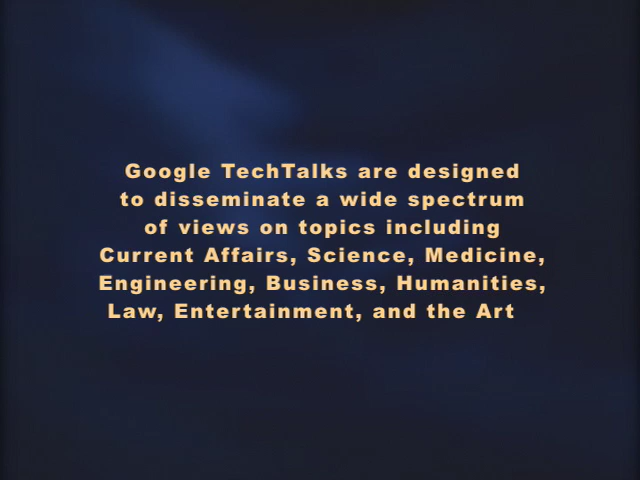 Google TechTalks are designed
to disseminate a wide spectrum
of views on topics including
Current Affairs, Science, Medicine,
Engineering, Business, Humanities,
Law, Entertainment, and the Art